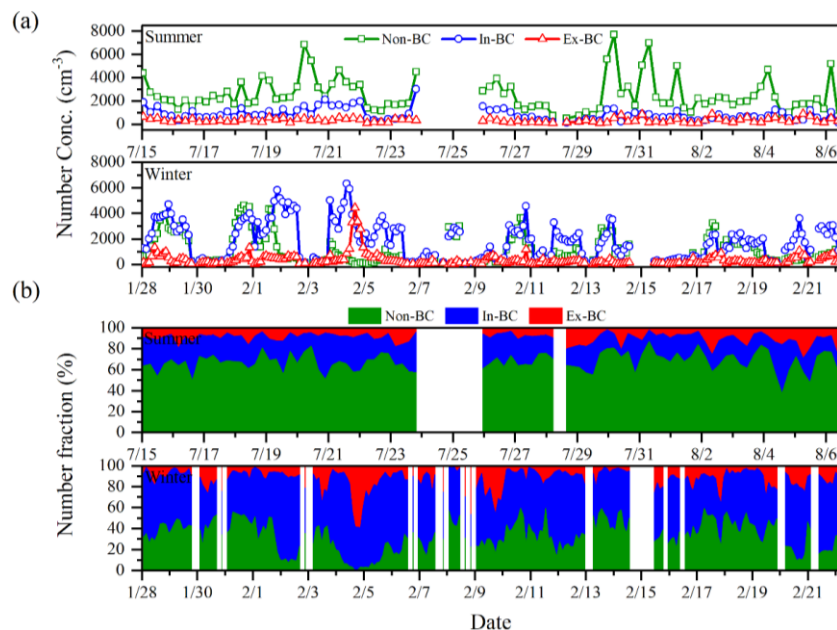 (a)
Summer
Non-BC In-BC Ex-BC
8000
6000
4000
2000
0
7/15 7/17 7/19 7/21 7/23 7/25 7/27 7/29 7/31 8/2 8/4 8/6
Winter
8000
6000
4000
2000
0
1/28 1/30 2/1 2/3 2/5 2/7 2/9 2/11 2/13 2/15 2/17 2/19 2/21
Number Conc. (cm⁻³)
(b)
Non-BC In-BC Ex-BC
Summer
100
80
60
40
20
0
7/15 7/17 7/19 7/21 7/23 7/25 7/27 7/29 7/31 8/2 8/4 8/6
Winter
100
80
60
40
20
0
1/28 1/30 2/1 2/3 2/5 2/7 2/9 2/11 2/13 2/15 2/17 2/19 2/21
Number fraction (%)
Date